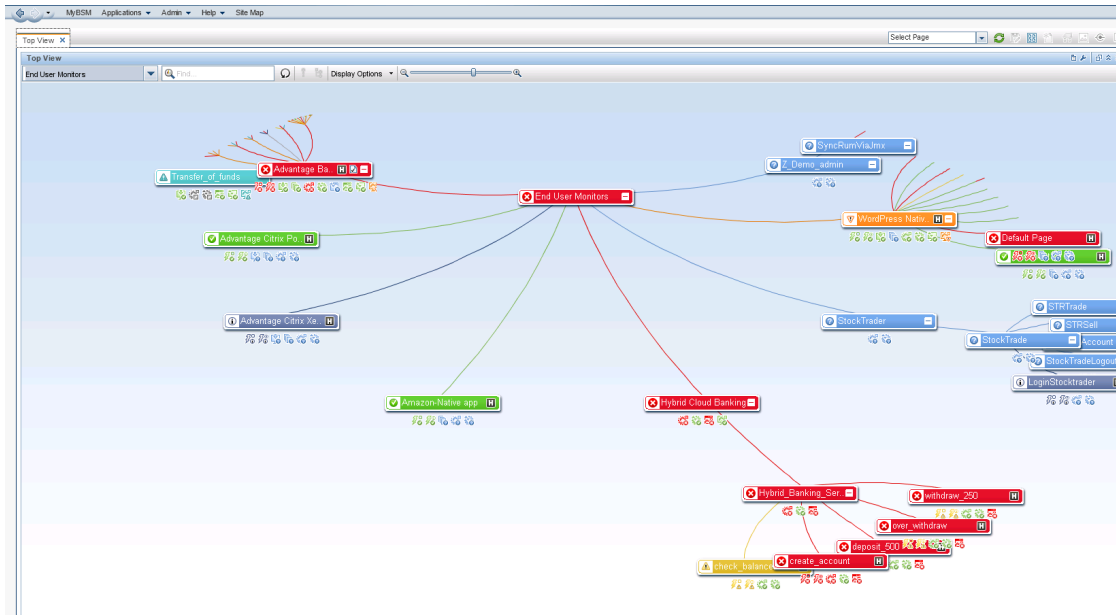 MyBSM Applications Admin Help Site Map
Top View
Select Page
Top View
End User Monitors Find... Display Options
SyncRumViaJmx
Z_Demo_admin
Advantage Ba..
Transfer_of_funds
End User Monitors
WordPress Nativ..
Advantage Citrix Po..
Default Page
STRTrade
Advantage Citrix Xe..
StockTrader
STRSell
StockTrade
Account
StockTradeLogout
LoginStocktrader
Amazon-Native app
Hybrid Cloud Banking
Hybrid_Banking_Ser..
withdraw_250
over_withdraw
deposit_500
check_balance
create_account